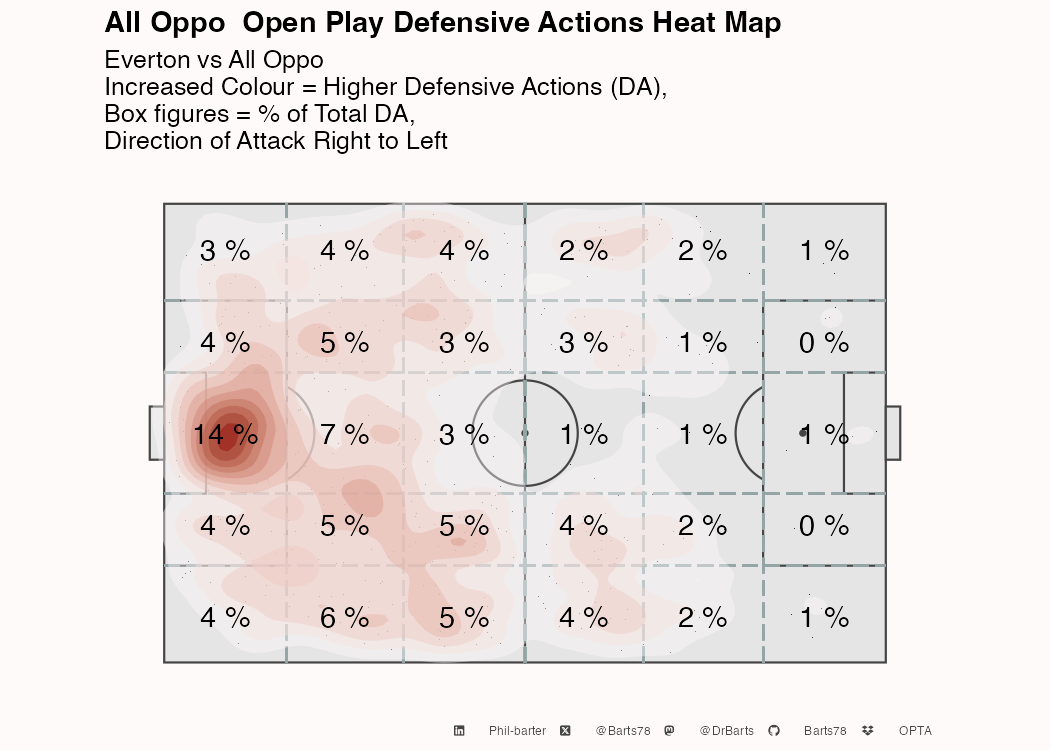 All Oppo  Open Play Defensive Actions Heat Map
Everton vs All Oppo
Increased Colour = Higher Defensive Actions (DA),
Box figures = % of Total DA,
Direction of Attack Right to Left
3 % 4 % 4 % 2 % 2 % 1 %
4 % 5 % 3 % 3 % 1 % 0 %
14 % 7 % 3 % 1 % 1 % 1 %
4 % 5 % 5 % 4 % 2 % 0 %
4 % 6 % 5 % 4 % 2 % 1 %
Phil-barter @Barts78 @DrBarts Barts78 OPTA